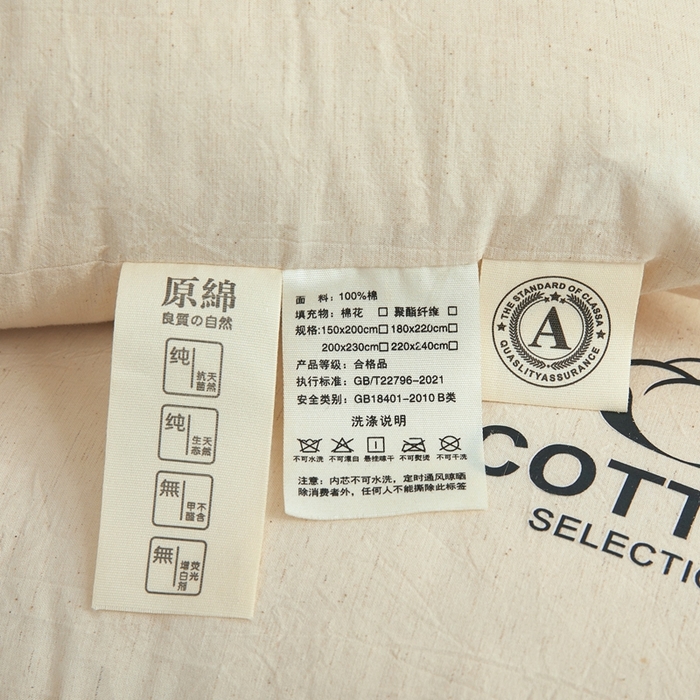 原綿
良質の自然
纯 天然抗菌
纯 天然生态
無 不含甲醛
無 荧光增白剂
面 料：100%棉
填充物：棉花 □ 聚酯纤维 □
规格:150x200cm□ 180x220cm□
200x230cm□ 220x240cm□
产品等级：合格品
执行标准：GB/T22796-2021
安全类别：GB18401-2010 B类
洗涤说明
不可水洗 不可漂白 悬挂晾干 不可熨烫 不可干洗
注意：内芯不可水洗，定时通风晾晒
除消费者外，任何人不能撕除此标签
THE STANDARD OF CLASSA
A
QUASLITYASSURANCE
COTT
SELECTIO